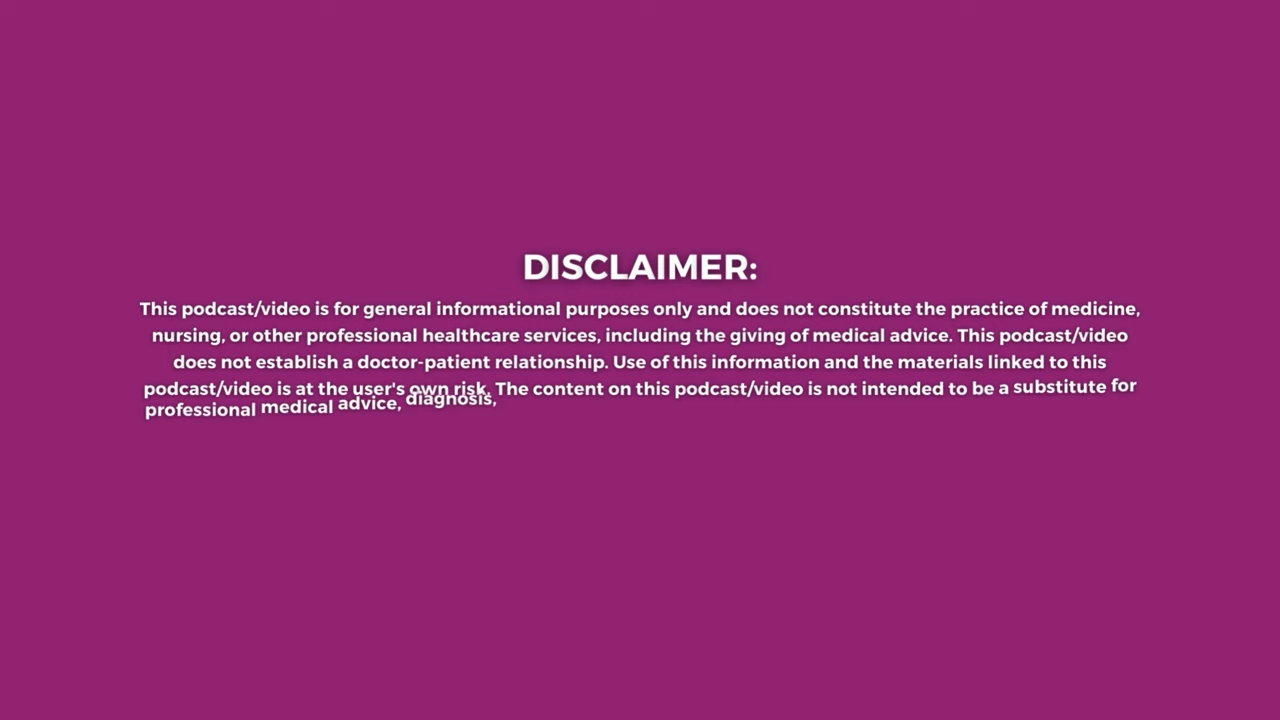 DISCLAIMER:
This podcast/video is for general informational purposes only and does not constitute the practice of medicine,
nursing, or other professional healthcare services, including the giving of medical advice. This podcast/video
does not establish a doctor-patient relationship. Use of this information and the materials linked to this
podcast/video is at the user's own risk. The content on this podcast/video is not intended to be a substitute for
professional medical advice, diagnosis,